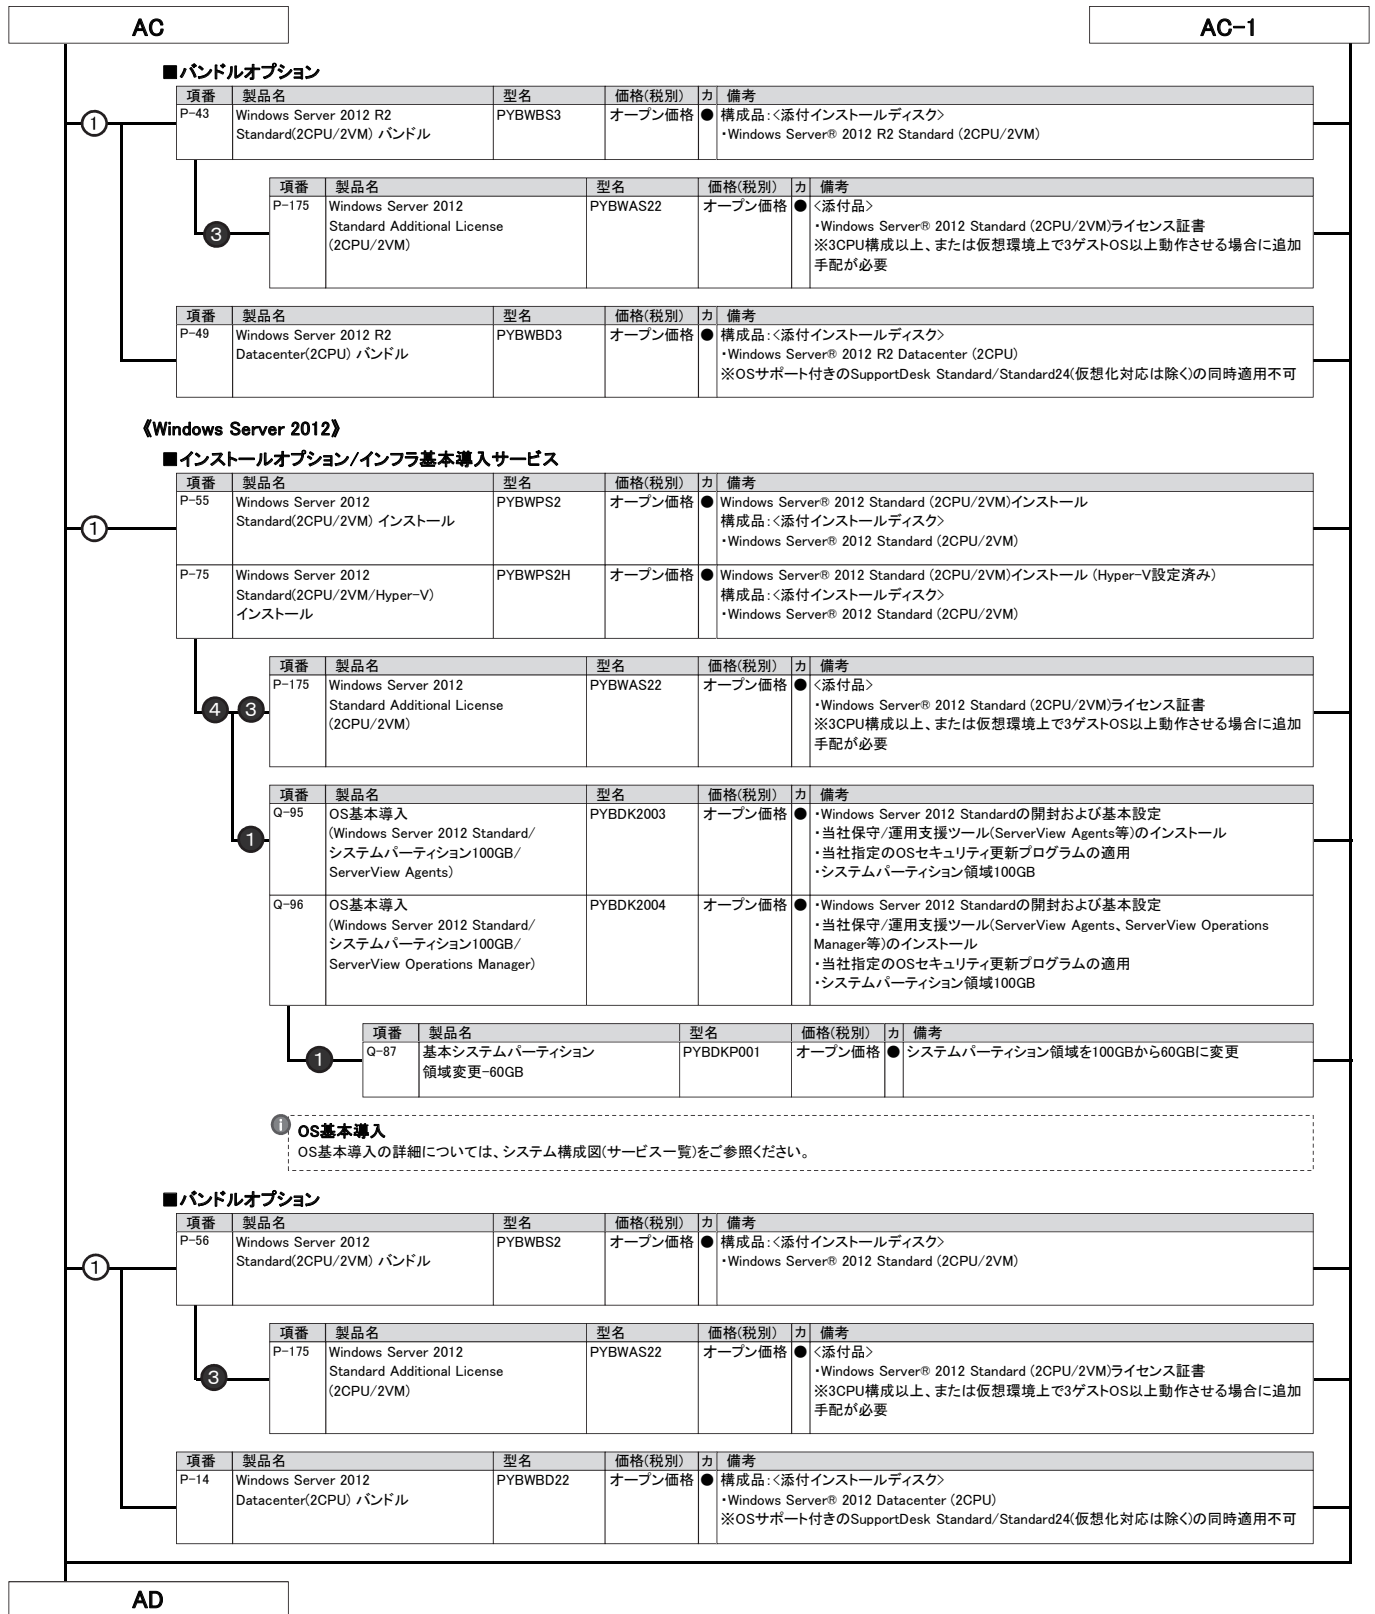 AC
AC-1
■バンドルオプション
項番 製品名 型名 価格(税別) カ 備考
P-43 Windows Server 2012 R2 PYBWBS3 オープン価格 ● 構成品:<添付インストールディスク>
Standard(2CPU/2VM) バンドル ・Windows Server® 2012 R2 Standard (2CPU/2VM)
①
項番 製品名 型名 価格(税別) カ 備考
P-175 Windows Server 2012 PYBWAS22 オープン価格 ● <添付品>
Standard Additional License ・Windows Server® 2012 Standard (2CPU/2VM)ライセンス証書
❸ (2CPU/2VM) ※3CPU構成以上、または仮想環境上で3ゲストOS以上動作させる場合に追加
手配が必要
項番 製品名 型名 価格(税別) カ 備考
P-49 Windows Server 2012 R2 PYBWBD3 オープン価格 ● 構成品:<添付インストールディスク>
Datacenter(2CPU) バンドル ・Windows Server® 2012 R2 Datacenter (2CPU)
※OSサポート付きのSupportDesk Standard/Standard24(仮想化対応は除く)の同時適用不可
《Windows Server 2012》
■インストールオプション/インフラ基本導入サービス
項番 製品名 型名 価格(税別) カ 備考
P-55 Windows Server 2012 PYBWPS2 オープン価格 ● Windows Server® 2012 Standard (2CPU/2VM)インストール
① Standard(2CPU/2VM) インストール 構成品:<添付インストールディスク>
・Windows Server® 2012 Standard (2CPU/2VM)
P-75 Windows Server 2012 PYBWPS2H オープン価格 ● Windows Server® 2012 Standard (2CPU/2VM)インストール (Hyper-V設定済み)
Standard(2CPU/2VM/Hyper-V) 構成品:<添付インストールディスク>
インストール ・Windows Server® 2012 Standard (2CPU/2VM)
項番 製品名 型名 価格(税別) カ 備考
P-175 Windows Server 2012 PYBWAS22 オープン価格 ● <添付品>
❹ ❸ Standard Additional License ・Windows Server® 2012 Standard (2CPU/2VM)ライセンス証書
(2CPU/2VM) ※3CPU構成以上、または仮想環境上で3ゲストOS以上動作させる場合に追加
手配が必要
項番 製品名 型名 価格(税別) カ 備考
Q-95 OS基本導入 PYBDK2003 オープン価格 ● ・Windows Server 2012 Standardの開封および基本設定
❶ (Windows Server 2012 Standard/ ・当社保守/運用支援ツール(ServerView Agents等)のインストール
システムパーティション100GB/ ・当社指定のOSセキュリティ更新プログラムの適用
ServerView Agents) ・システムパーティション領域100GB
Q-96 OS基本導入 PYBDK2004 オープン価格 ● ・Windows Server 2012 Standardの開封および基本設定
(Windows Server 2012 Standard/ ・当社保守/運用支援ツール(ServerView Agents、ServerView Operations
システムパーティション100GB/ Manager等)のインストール
ServerView Operations Manager) ・当社指定のOSセキュリティ更新プログラムの適用
・システムパーティション領域100GB
項番 製品名 型名 価格(税別) カ 備考
❶ Q-87 基本システムパーティション PYBDKP001 オープン価格 ● システムパーティション領域を100GBから60GBに変更
領域変更-60GB
i OS基本導入
OS基本導入の詳細については、システム構成図(サービス一覧)をご参照ください。
■バンドルオプション
項番 製品名 型名 価格(税別) カ 備考
P-56 Windows Server 2012 PYBWBS2 オープン価格 ● 構成品:<添付インストールディスク>
① Standard(2CPU/2VM) バンドル ・Windows Server® 2012 Standard (2CPU/2VM)
項番 製品名 型名 価格(税別) カ 備考
P-175 Windows Server 2012 PYBWAS22 オープン価格 ● <添付品>
❸ Standard Additional License ・Windows Server® 2012 Standard (2CPU/2VM)ライセンス証書
(2CPU/2VM) ※3CPU構成以上、または仮想環境上で3ゲストOS以上動作させる場合に追加
手配が必要
項番 製品名 型名 価格(税別) カ 備考
P-14 Windows Server 2012 PYBWBD22 オープン価格 ● 構成品:<添付インストールディスク>
Datacenter(2CPU) バンドル ・Windows Server® 2012 Datacenter (2CPU)
※OSサポート付きのSupportDesk Standard/Standard24(仮想化対応は除く)の同時適用不可
AD